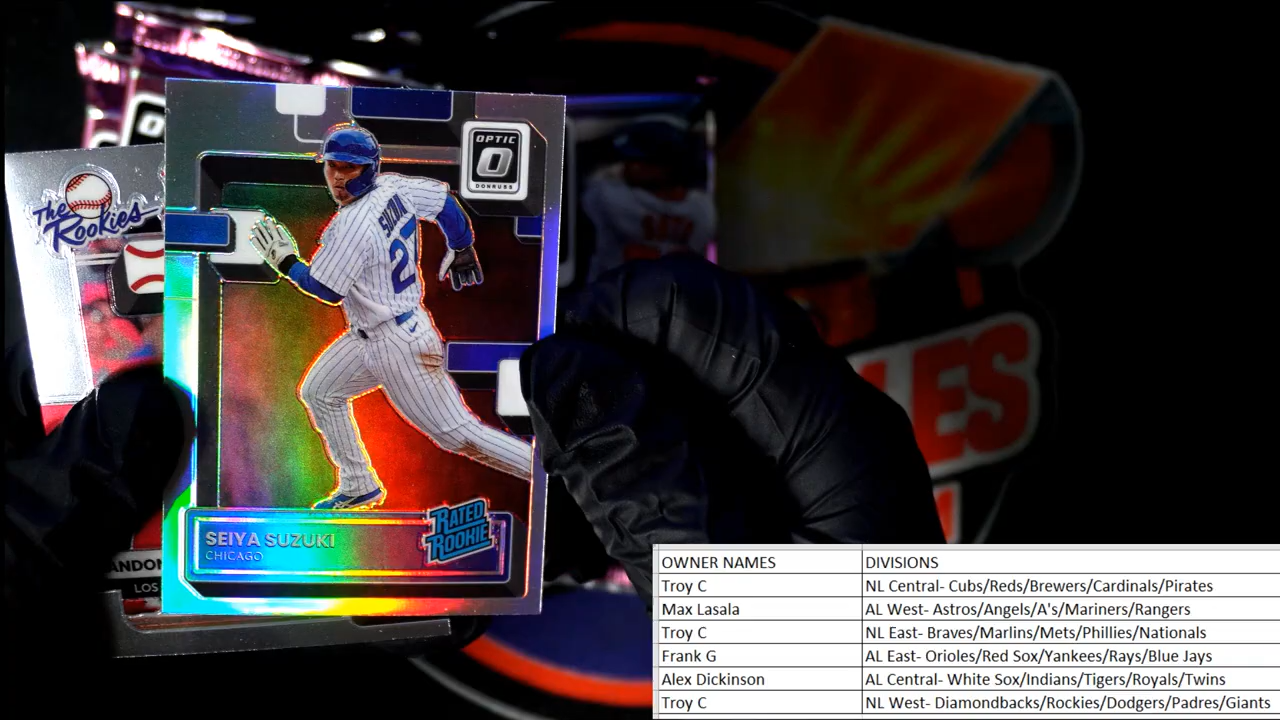 OPTIC
O
DONRUSS
The
Rookies
SUZUKI
27
SEIYA SUZUKI
CHICAGO
RATED
ROOKIE
LOS
OWNER NAMES DIVISIONS
Troy C NL Central- Cubs/Reds/Brewers/Cardinals/Pirates
Max Lasala AL West- Astros/Angels/A's/Mariners/Rangers
Troy C NL East- Braves/Marlins/Mets/Phillies/Nationals
Frank G AL East- Orioles/Red Sox/Yankees/Rays/Blue Jays
Alex Dickinson AL Central- White Sox/Indians/Tigers/Royals/Twins
Troy C NL West- Diamondbacks/Rockies/Dodgers/Padres/Giants